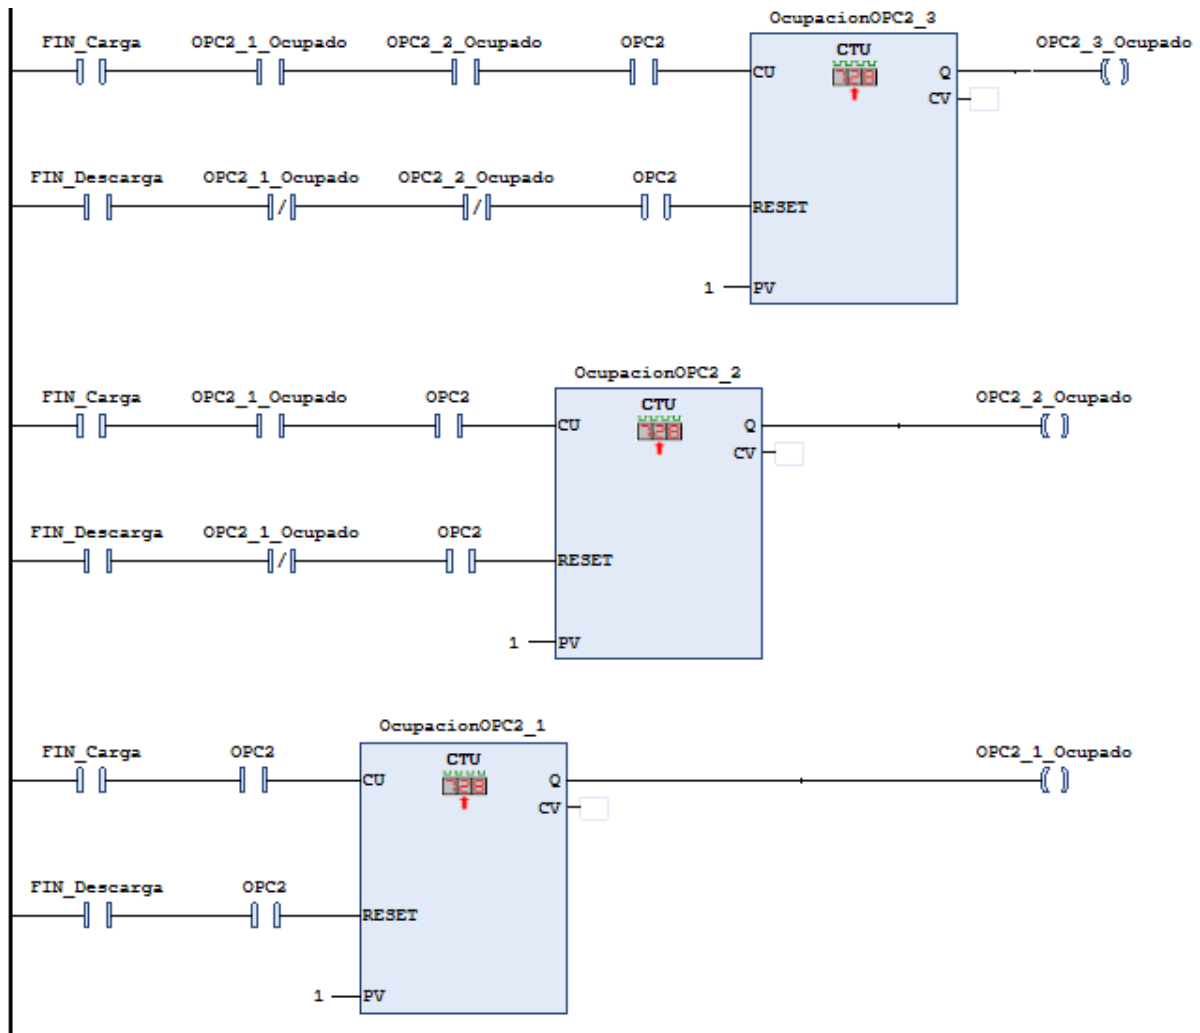 OcupacionOPC2_3
FIN_Carga OPC2_1_Ocupado OPC2_2_Ocupado OPC2 CTU OPC2_3_Ocupado
CU Q
CV
FIN_Descarga OPC2_1_Ocupado OPC2_2_Ocupado OPC2
/ / RESET
1 PV
OcupacionOPC2_2
FIN_Carga OPC2_1_Ocupado OPC2 CTU OPC2_2_Ocupado
CU Q
CV
FIN_Descarga OPC2_1_Ocupado OPC2
/ RESET
1 PV
OcupacionOPC2_1
FIN_Carga OPC2 CTU OPC2_1_Ocupado
CU Q
CV
FIN_Descarga OPC2
RESET
1 PV